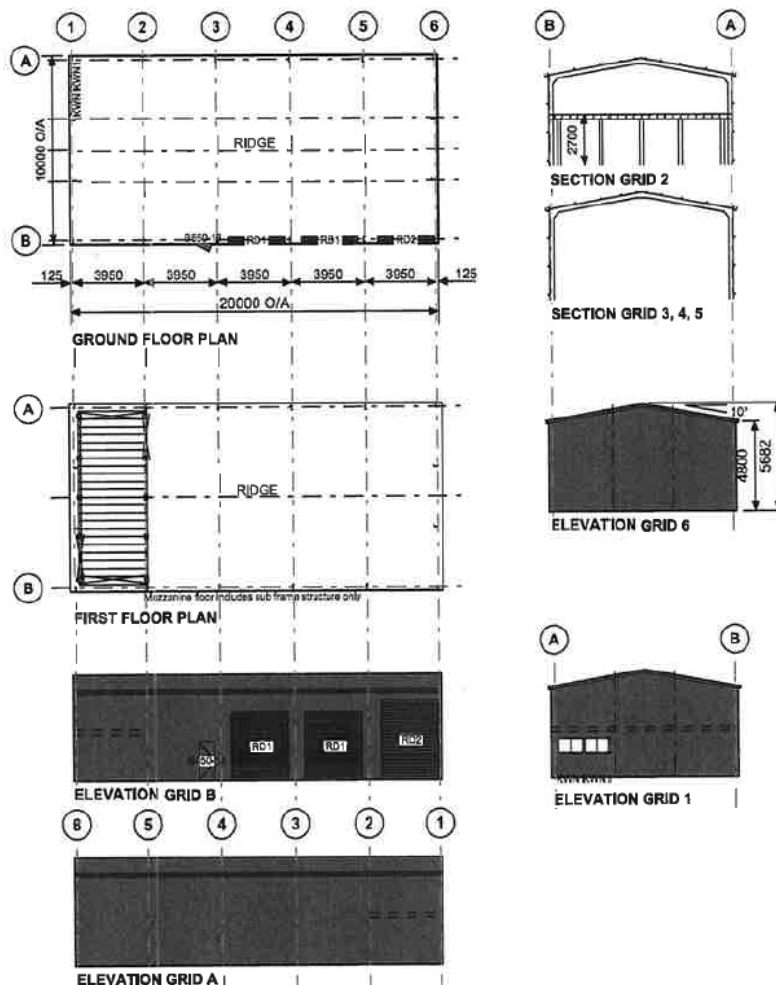 1 2 3 4 5 6
A
KWN KWN1
10000 O/A
RIDGE
B
RD1 RD1 RD2
125 3950 3950 3950 3950 3950 125
20000 O/A
GROUND FLOOR PLAN
B A
2700
SECTION GRID 2
SECTION GRID 3, 4, 5
A
RIDGE
B
Mezzanine floor includes sub frame structure only
FIRST FLOOR PLAN
10°
4800
5682
ELEVATION GRID 6
RD1 RD1 RD2
ELEVATION GRID B
A B
ELEVATION GRID 1
6 5 4 3 2 1
ELEVATION GRID A